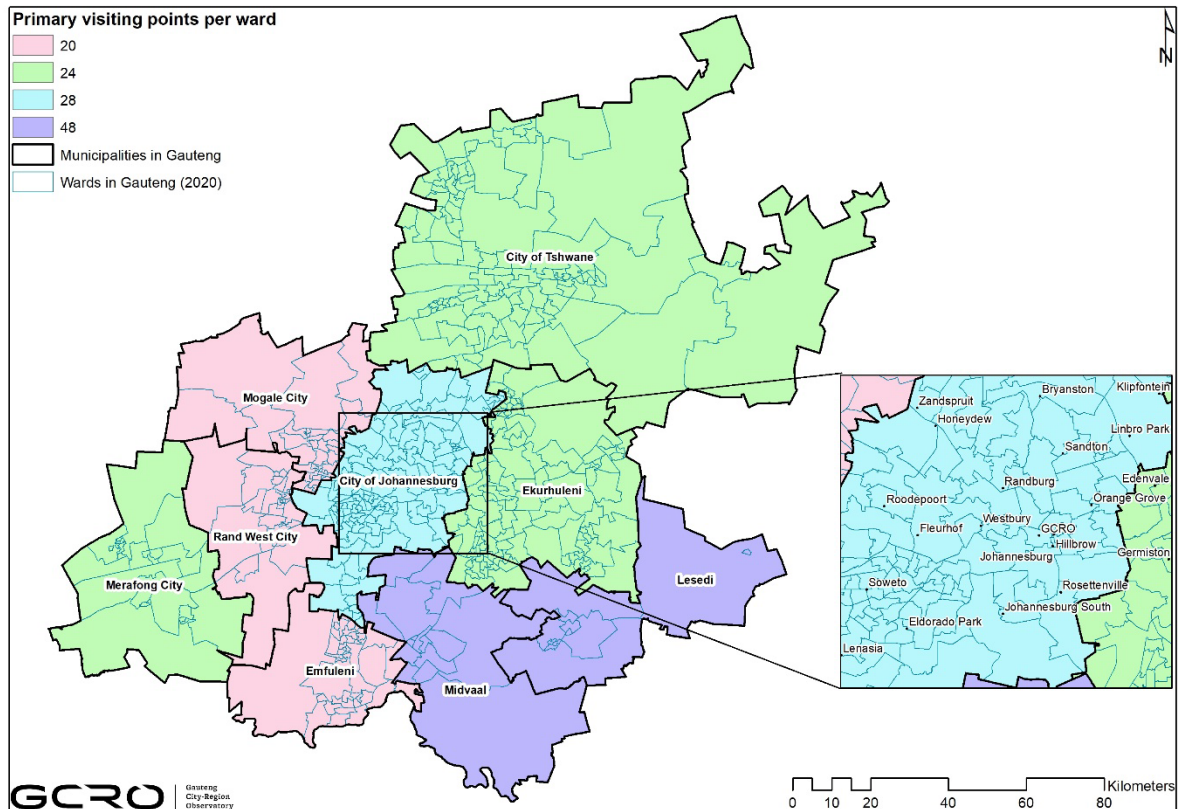 Primary visiting points per ward
20
24
28
48
Municipalities in Gauteng
Wards in Gauteng (2020)
N
City of Tshwane
Mogale City
City of Johannesburg
Ekurhuleni
Rand West City
Merafong City
Lesedi
Emfuleni
Midvaal
Zandspruit
Bryanston
Klipfontein
Honeydew
Linbro Park
Sandton
Edenvale
Randburg
Orange Grove
Roodepoort
Westbury
Fleurhof
GCRO
Hillbrow
Johannesburg
Germiston
Soweto
Rosettenville
Johannesburg South
Eldorado Park
Lenasia
GCRO
Gauteng
City-Region
Observatory
Kilometers
0 10 20 40 60 80